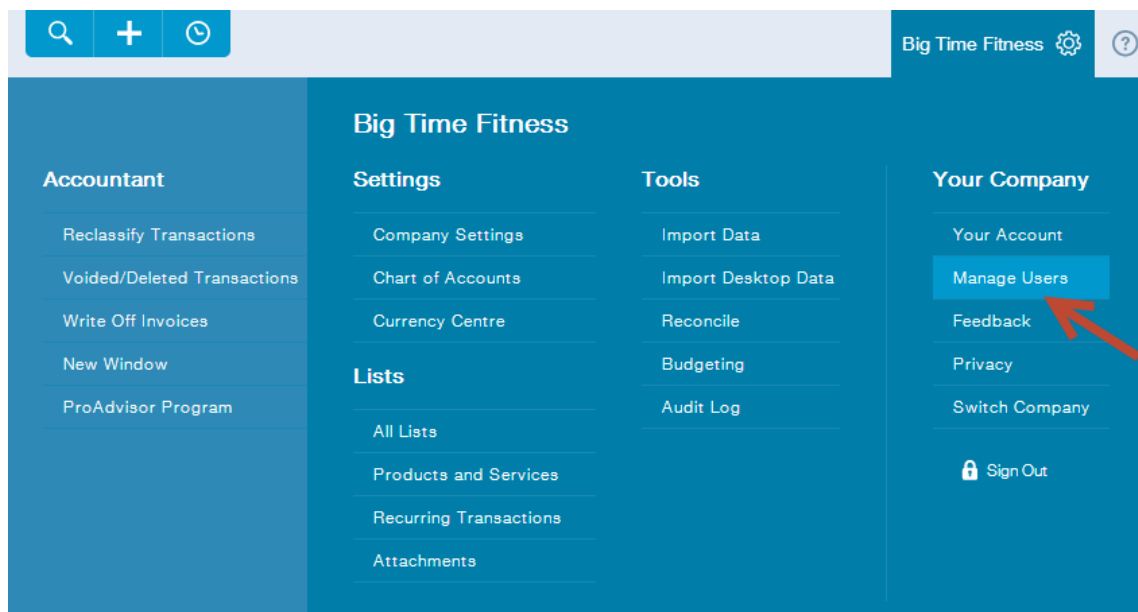 Big Time Fitness
?
Big Time Fitness
Accountant
Reclassify Transactions
Voided/Deleted Transactions
Write Off Invoices
New Window
ProAdvisor Program
Settings
Company Settings
Chart of Accounts
Currency Centre
Lists
All Lists
Products and Services
Recurring Transactions
Attachments
Tools
Import Data
Import Desktop Data
Reconcile
Budgeting
Audit Log
Your Company
Your Account
Manage Users
Feedback
Privacy
Switch Company
Sign Out